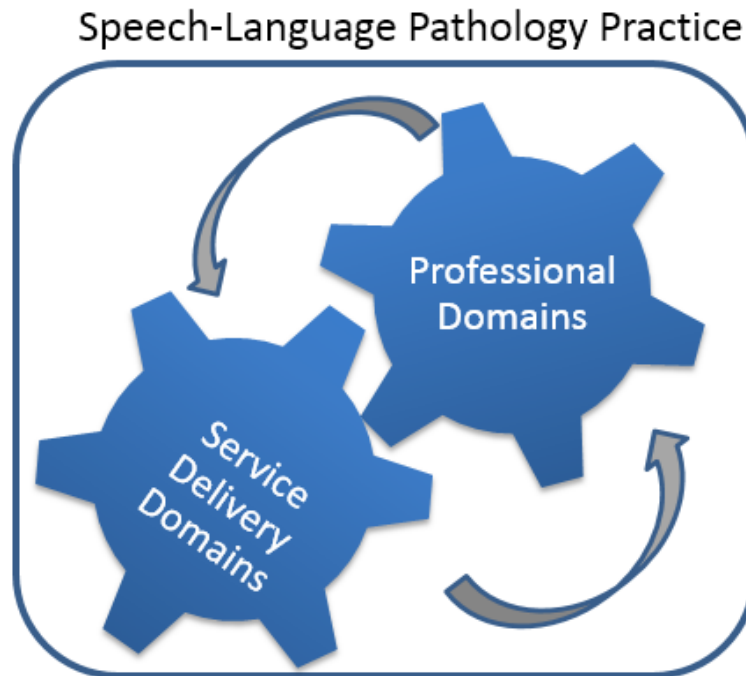 Speech-Language Pathology Practice
Professional
Domains
Service
Delivery
Domains